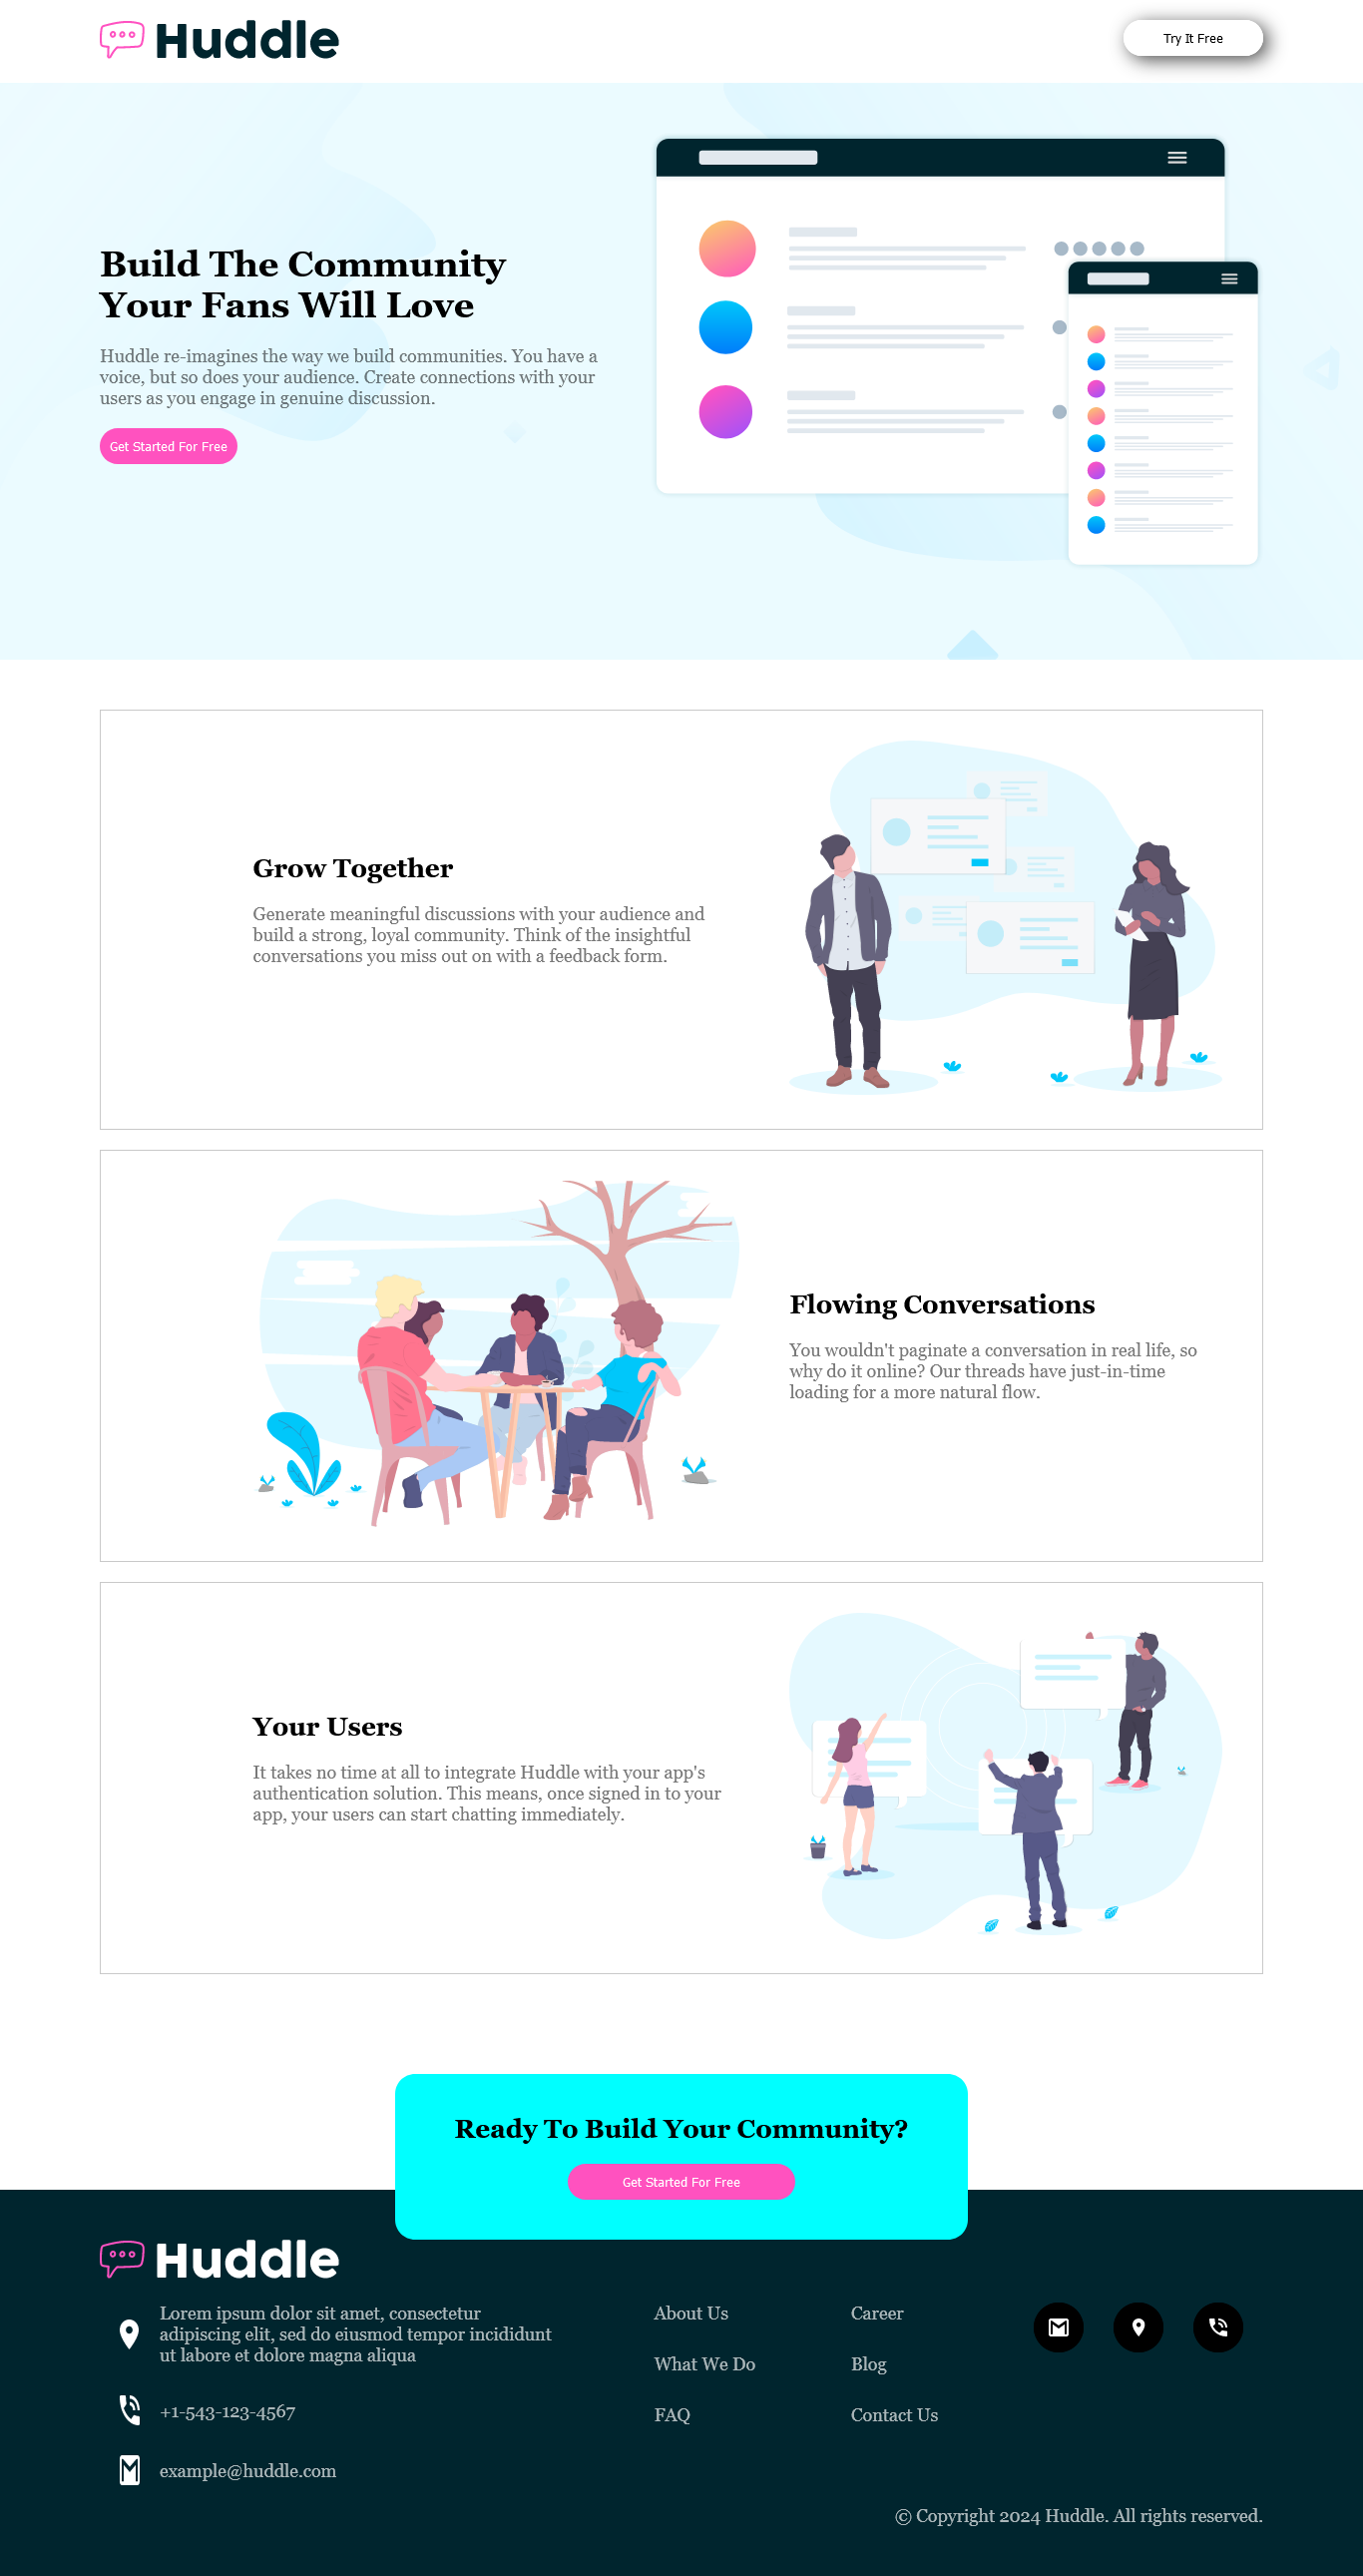 Huddle
Try It Free
Build The Community
Your Fans Will Love
Huddle re-imagines the way we build communities. You have a
voice, but so does your audience. Create connections with your
users as you engage in genuine discussion.
Get Started For Free
Grow Together
Generate meaningful discussions with your audience and
build a strong, loyal community. Think of the insightful
conversations you miss out on with a feedback form.
Flowing Conversations
You wouldn't paginate a conversation in real life, so
why do it online? Our threads have just-in-time
loading for a more natural flow.
Your Users
It takes no time at all to integrate Huddle with your app's
authentication solution. This means, once signed in to your
app, your users can start chatting immediately.
Ready To Build Your Community?
Get Started For Free
Huddle
Lorem ipsum dolor sit amet, consectetur
adipiscing elit, sed do eiusmod tempor incididunt
ut labore et dolore magna aliqua
+1-543-123-4567
example@huddle.com
About Us
What We Do
FAQ
Career
Blog
Contact Us
© Copyright 2024 Huddle. All rights reserved.